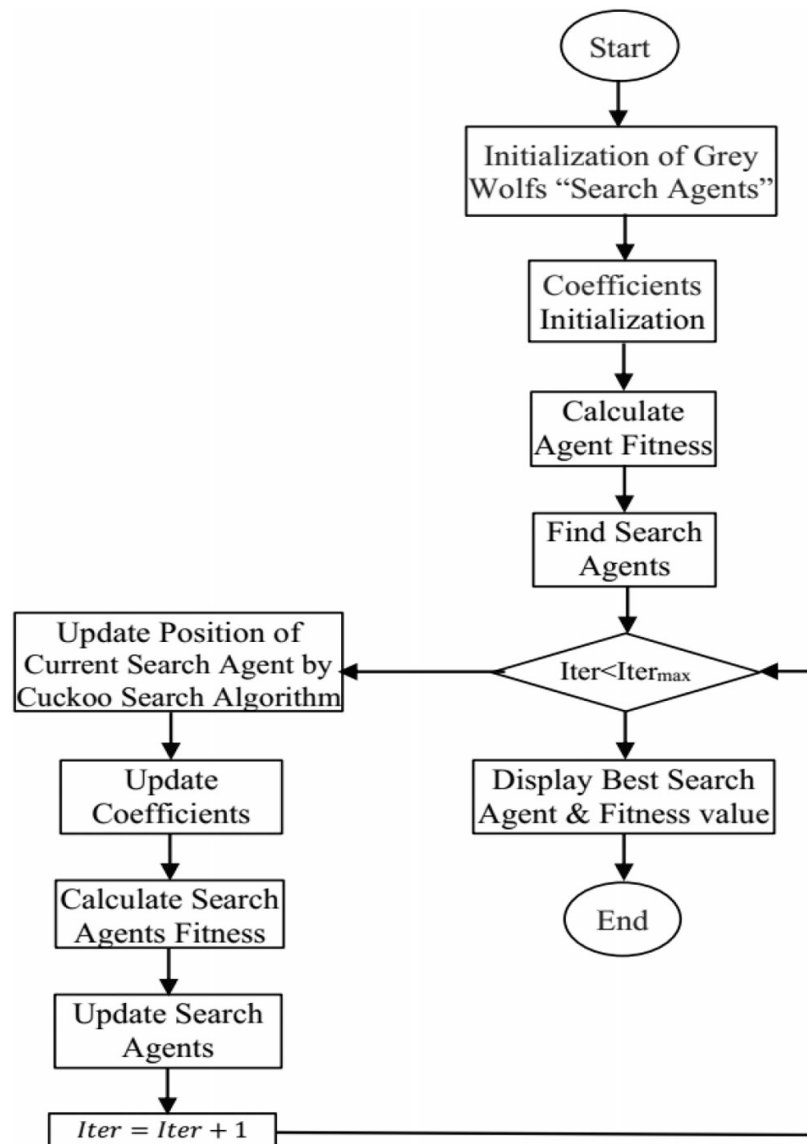 Start
Initialization of Grey
Wolfs “Search Agents”
Coefficients
Initialization
Calculate
Agent Fitness
Find Search
Agents
Iter<Itermax
Update Position of
Current Search Agent by
Cuckoo Search Algorithm
Update
Coefficients
Calculate Search
Agents Fitness
Update Search
Agents
Iter = Iter + 1
Display Best Search
Agent & Fitness value
End